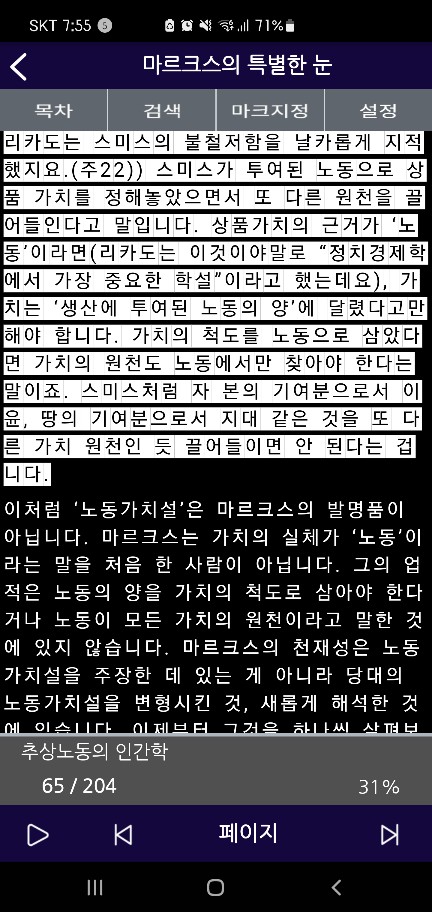 SKT 7:55 S 71%
마르크스의 특별한 눈
목차 검색 마크지정 설정
리카도는 스미스의 불철저함을 날카롭게 지적
했지요.(주22)) 스미스가 투여된 노동으로 상
품 가치를 정해놓았으면서 또 다른 원천을 끌
어들인다고 말입니다. 상품가치의 근거가 ‘노
동’이라면(리카도는 이것이야말로 “정치경제학
에서 가장 중요한 학설”이라고 했는데요), 가
치는 ‘생산에 투여된 노동의 양’에 달렸다고만
해야 합니다. 가치의 척도를 노동으로 삼았다
면 가치의 원천도 노동에서만 찾아야 한다는
말이죠. 스미스처럼 자 본의 기여분으로서 이
윤, 땅의 기여분으로서 지대 같은 것을 또 다
른 가치 원천인 듯 끌어들이면 안 된다는 겁
니다.
이처럼 ‘노동가치설’은 마르크스의 발명품이
아닙니다. 마르크스는 가치의 실체가 ‘노동’이
라는 말을 처음 한 사람이 아닙니다. 그의 업
적은 노동의 양을 가치의 척도로 삼아야 한다
거나 노동이 모든 가치의 원천이라고 말한 것
에 있지 않습니다. 마르크스의 천재성은 노동
가치설을 주장한 데 있는 게 아니라 당대의
노동가치설을 변형시킨 것, 새롭게 해석한 것
에 있습니다. 이제부터 그것을 하나씩 살펴보
추상노동의 인간학
65 / 204 31%
페이지